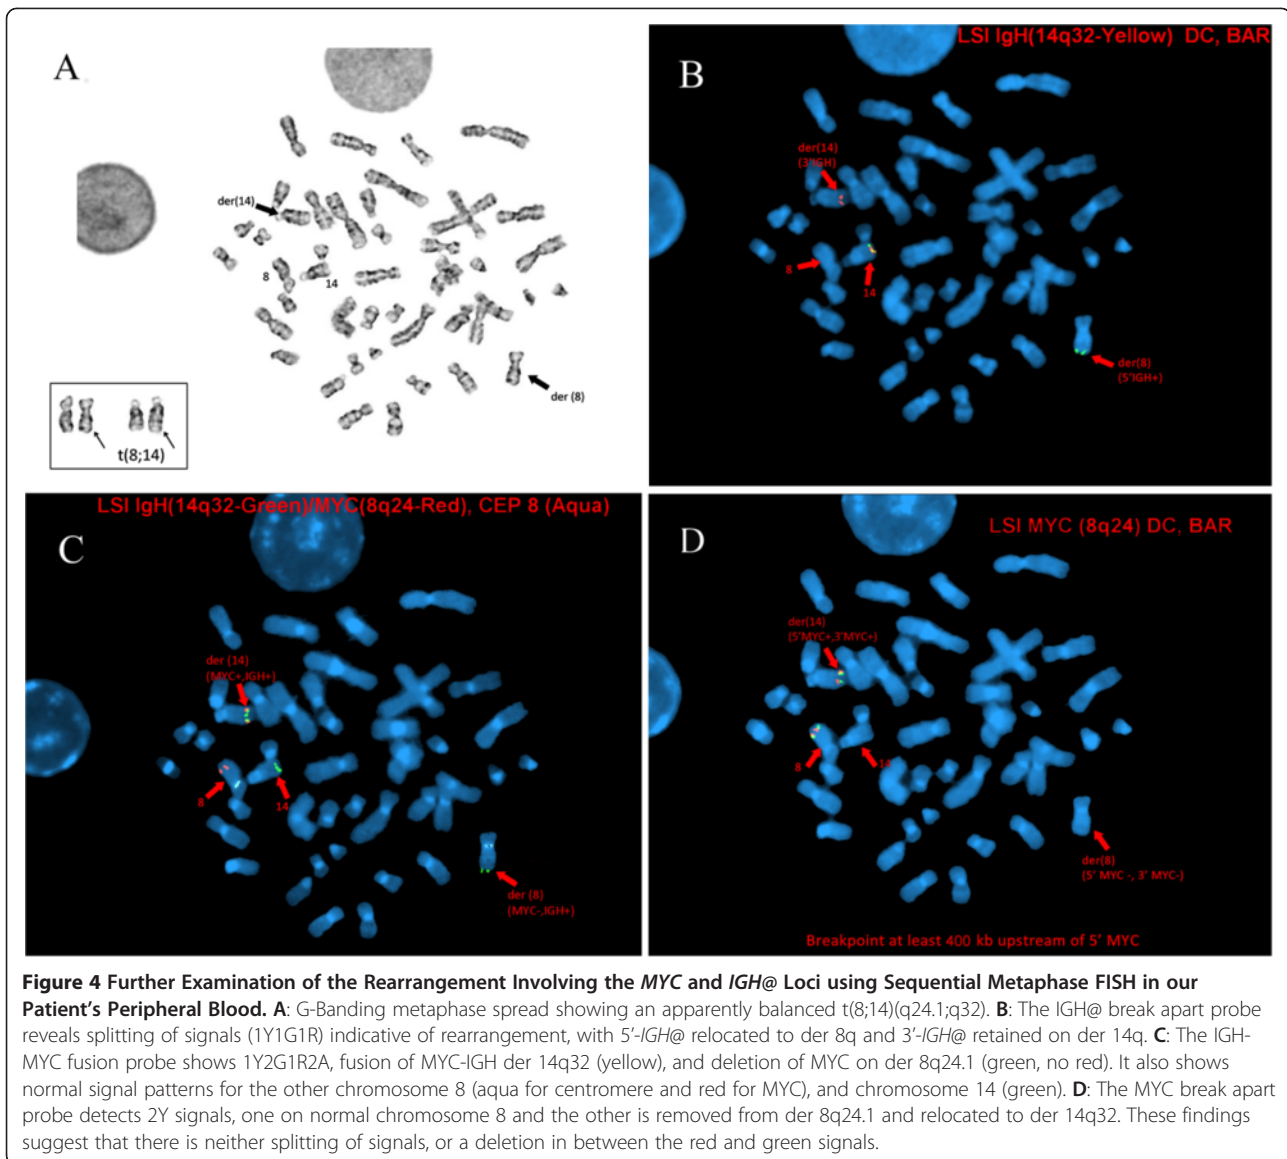 A
der(14)
8
14
der (8)
t(8;14)
LSI IgH(14q32-Yellow) DC, BAR
B
der(14)
(3'IGH)
8
14
der(8)
(5'IGH+)
LSI IgH(14q32-Green)/MYC(8q24-Red), CEP 8 (Aqua)
C
der (14)
(MYC+,IGH+)
8
14
der (8)
(MYC-,IGH+)
LSI MYC (8q24) DC, BAR
D
der(14)
(5'MYC+,3'MYC+)
8
14
der(8)
(5' MYC -, 3' MYC-)
Breakpoint at least 400 kb upstream of 5' MYC
Figure 4 Further Examination of the Rearrangement Involving the MYC and IGH@ Loci using Sequential Metaphase FISH in our
Patient's Peripheral Blood. A: G-Banding metaphase spread showing an apparently balanced t(8;14)(q24.1;q32). B: The IGH@ break apart probe
reveals splitting of signals (1Y1G1R) indicative of rearrangement, with 5'-IGH@ relocated to der 8q and 3'-IGH@ retained on der 14q. C: The IGH-
MYC fusion probe shows 1Y2G1R2A, fusion of MYC-IGH der 14q32 (yellow), and deletion of MYC on der 8q24.1 (green, no red). It also shows
normal signal patterns for the other chromosome 8 (aqua for centromere and red for MYC), and chromosome 14 (green). D: The MYC break apart
probe detects 2Y signals, one on normal chromosome 8 and the other is removed from der 8q24.1 and relocated to der 14q32. These findings
suggest that there is neither splitting of signals, or a deletion in between the red and green signals.